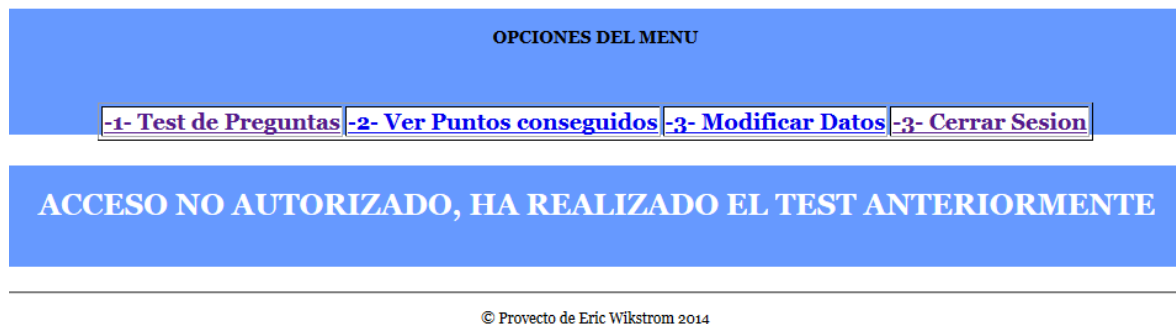 OPCIONES DEL MENU
-1- Test de Preguntas -2- Ver Puntos conseguidos -3- Modificar Datos -3- Cerrar Sesion
ACCESO NO AUTORIZADO, HA REALIZADO EL TEST ANTERIORMENTE
© Proyecto de Eric Wikstrom 2014